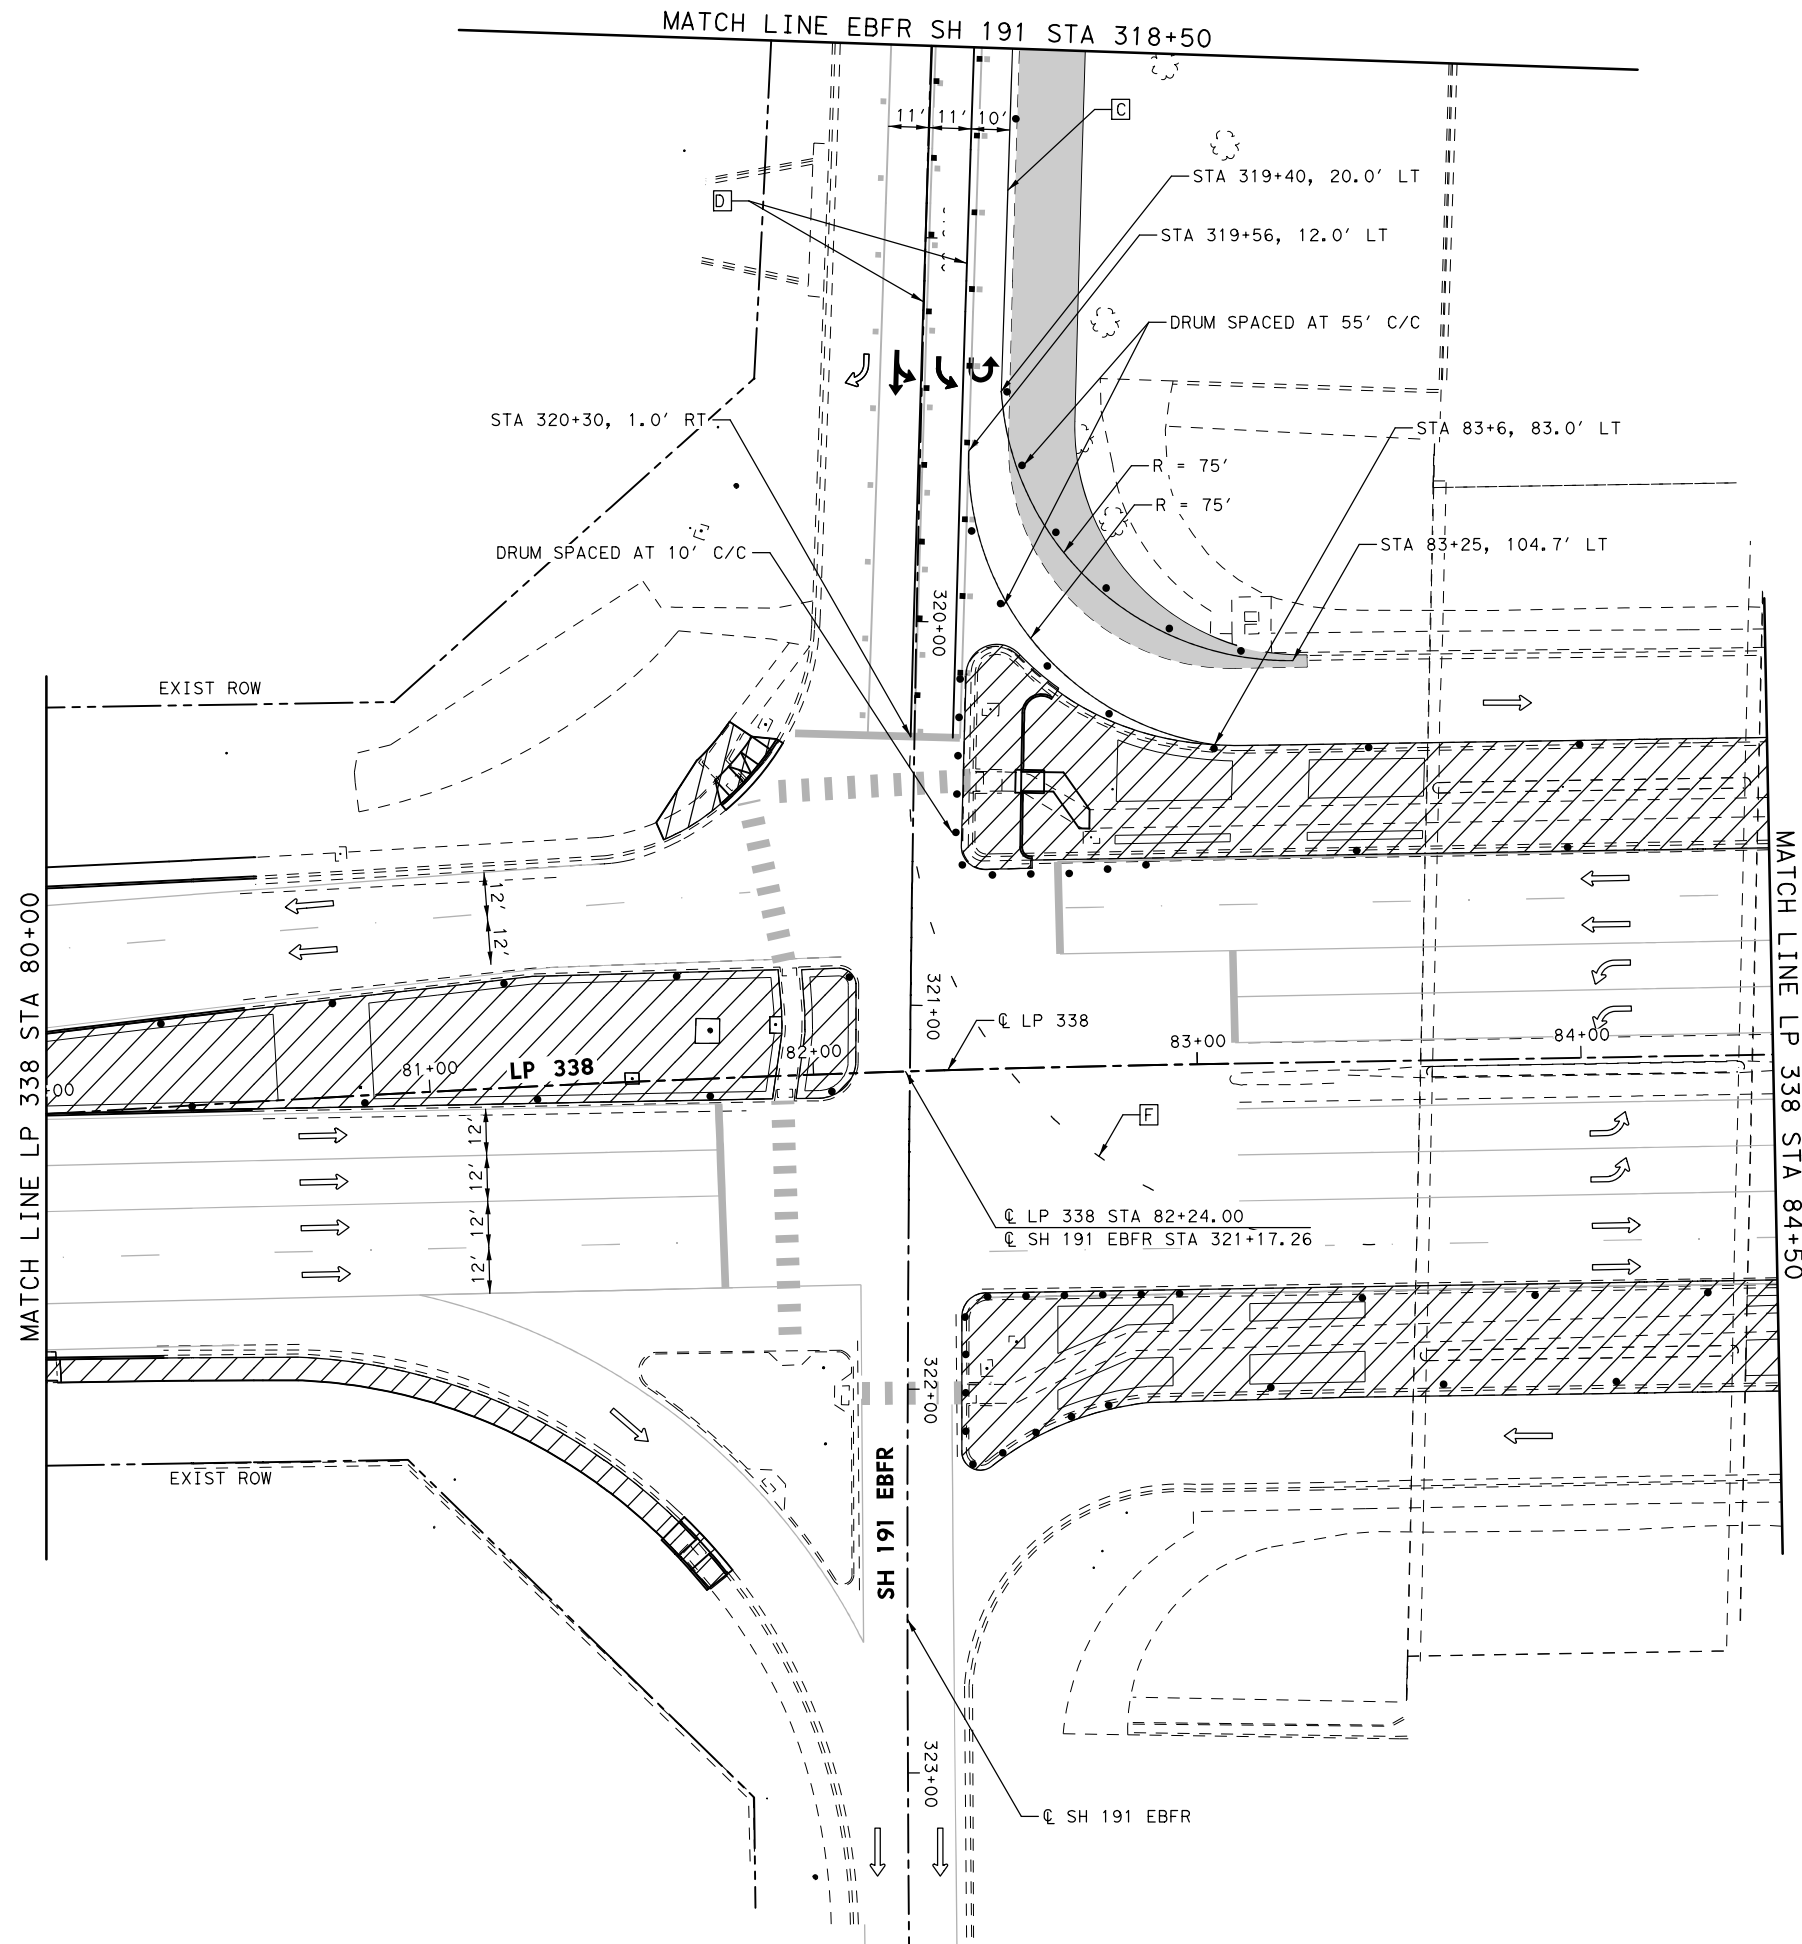 MATCH LINE EBFR SH 191 STA 318+50
11' 11' 10'
C
STA 319+40, 20.0' LT
D
STA 319+56, 12.0' LT
DRUM SPACED AT 55' C/C
STA 320+30, 1.0' RT
STA 83+6, 83.0' LT
R = 75'
R = 75'
DRUM SPACED AT 10' C/C
STA 83+25, 104.7' LT
320+00
EXIST ROW
MATCH LINE LP 338 STA 80+00
12'
12'
MATCH LINE LP 338 STA 84+50
321+00
℄ LP 338
83+00
84+00
82+00
81+00
LP 338
+00
F
12'
12'
12'
12'
℄ LP 338 STA 82+24.00
℄ SH 191 EBFR STA 321+17.26
322+00
EXIST ROW
SH 191 EBFR
323+00
℄ SH 191 EBFR